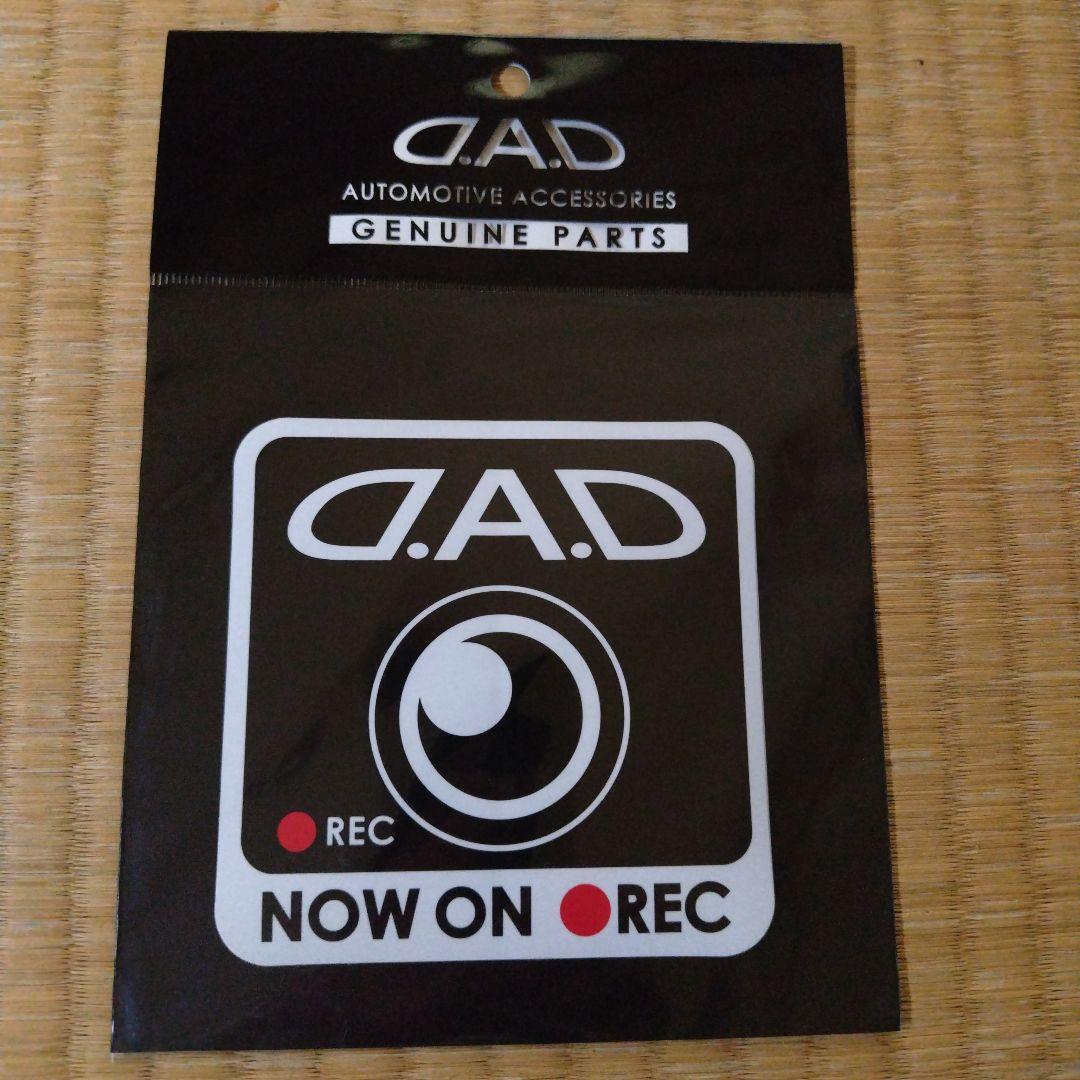 D.A.D
AUTOMOTIVE ACCESSORIES
GENUINE PARTS
D.A.D
REC
NOW ON REC